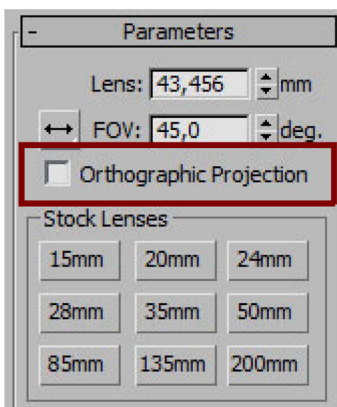 - Parameters
Lens: 43,456 mm
FOV: 45,0 deg.
Orthographic Projection
Stock Lenses
15mm 20mm 24mm
28mm 35mm 50mm
85mm 135mm 200mm